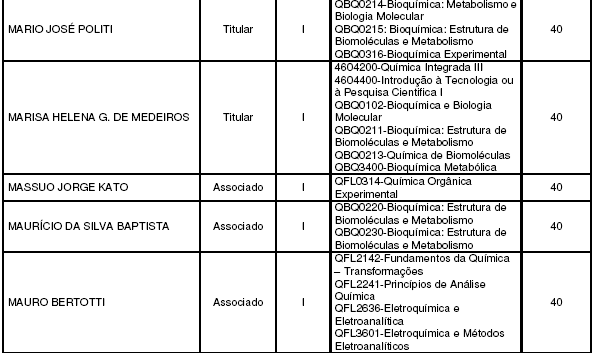 QBQ0214-Bioquímica: Metabolismo e
Biologia Molecular
MARIO JOSÉ POLITI Titular I QBQ0215: Bioquímica: Estrutura de 40
Biomoléculas e Metabolismo
QBQ0316-Bioquímica Experimental
4604200-Química Integrada III
4604400-Introdução à Tecnologia ou
à Pesquisa Científica I
QBQ0102-Bioquímica e Biologia
MARISA HELENA G. DE MEDEIROS Titular I Molecular 40
QBQ0211-Bioquímica: Estrutura de
Biomoléculas e Metabolismo
QBQ0213-Química de Biomoléculas
QBQ3400-Bioquímica Metabólica
MASSUO JORGE KATO Associado I QFL0314-Química Orgânica 40
Experimental
QBQ0220-Bioquímica: Estrutura de
MAURÍCIO DA SILVA BAPTISTA Associado I Biomoléculas e Metabolismo 40
QBQ0230-Bioquímica: Estrutura de
Biomoléculas e Metabolismo
QFL2142-Fundamentos da Química
– Transformações
QFL2241-Princípios de Análise
MAURO BERTOTTI Associado I Química 40
QFL2636-Eletroquímica e
Eletroanalítica
QFL3601-Eletroquímica e Métodos
Eletroanalíticos